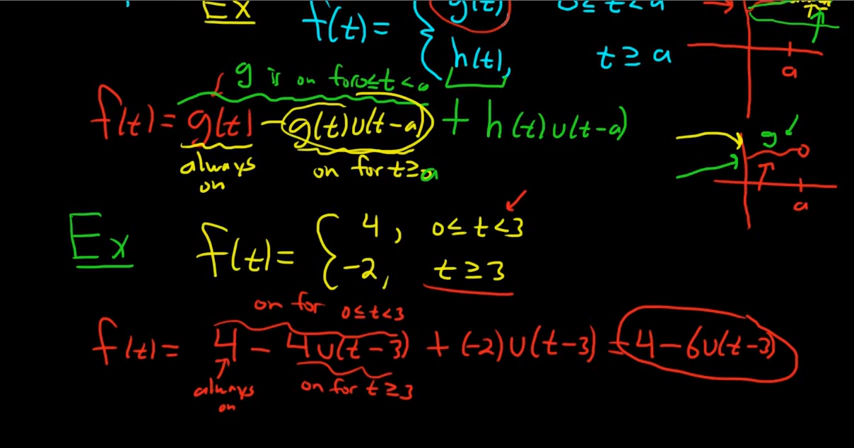 Ex
g(t), 0≤t<a
f(t)=
h(t), t≥a
a
g is on for 0≤t<a
f(t)= g(t) - g(t)u(t-a) + h(t)u(t-a)
g
always on
on for t≥a
a
Ex f(t)= { 4, 0≤t<3
-2, t≥3
on for 0≤t<3
f(t)= 4 - 4u(t-3) + (-2)u(t-3) = 4-6u(t-3)
always on
on for t≥3